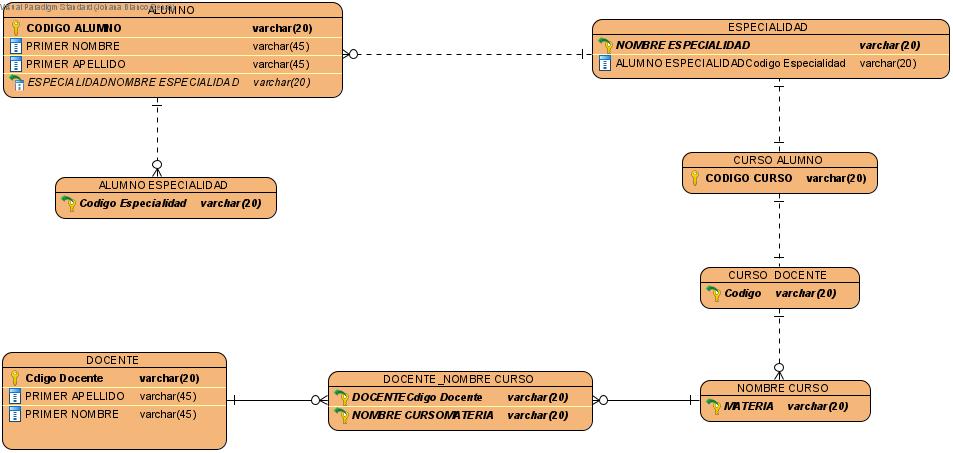 Visual Paradigm Standard (Johana Blanco
ALUMNO
CODIGO ALUMNO varchar(20)
PRIMER NOMBRE varchar(45)
PRIMER APELLIDO varchar(45)
ESPECIALIDADNOMBRE ESPECIALIDAD varchar(20)
ESPECIALIDAD
NOMBRE ESPECIALIDAD varchar(20)
ALUMNO ESPECIALIDADCodigo Especialidad varchar(20)
CURSO ALUMNO
CODIGO CURSO varchar(20)
ALUMNO ESPECIALIDAD
Codigo Especialidad varchar(20)
CURSO DOCENTE
Codigo varchar(20)
DOCENTE
Cdigo Docente varchar(20)
PRIMER APELLIDO varchar(45)
PRIMER NOMBRE varchar(45)
DOCENTE_NOMBRE CURSO
DOCENTECdigo Docente varchar(20)
NOMBRE CURSOMATERIA varchar(20)
NOMBRE CURSO
MATERIA varchar(20)